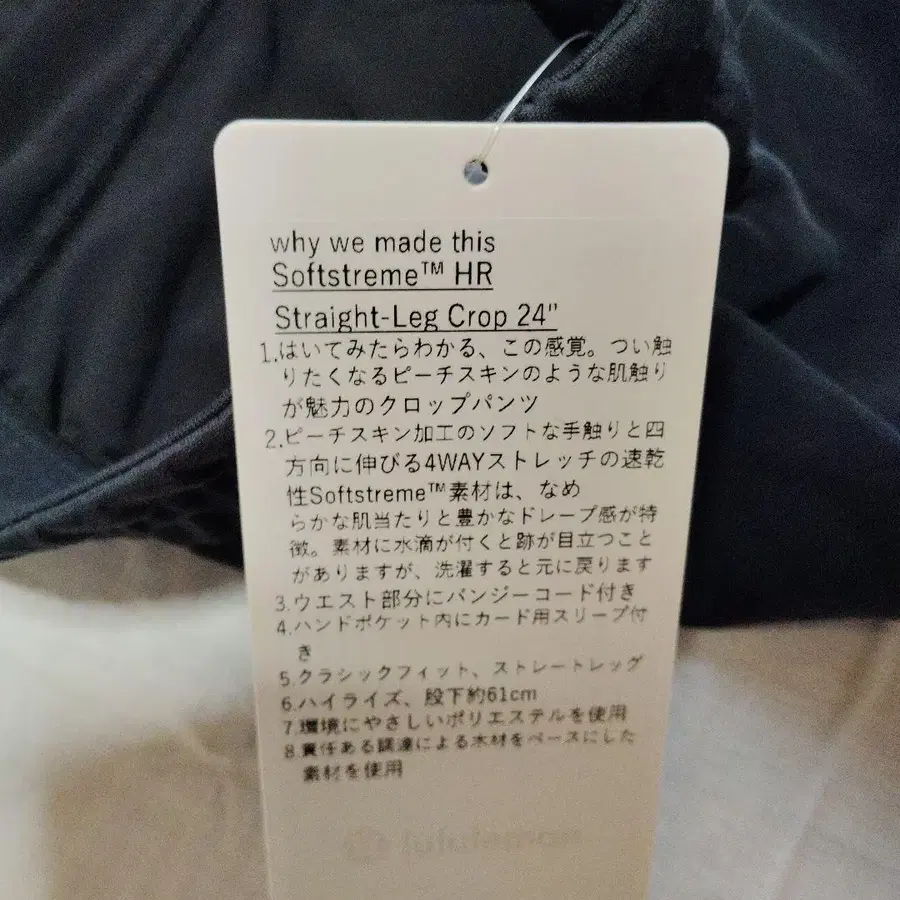 why we made this
Softstreme™ HR
Straight-Leg Crop 24"
1.はいてみたらわかる、この感覚。つい触
りたくなるピーチスキンのような肌触り
が魅力のクロップパンツ
2.ピーチスキン加工のソフトな手触りと四
方向に伸びる4WAYストレッチの速乾
性Softstreme™素材は、なめ
らかな肌当たりと豊かなドレープ感が特
徴。素材に水滴が付くと跡が目立つこと
がありますが、洗濯すると元に戻ります
3.ウエスト部分にバンジーコード付き
4.ハンドポケット内にカード用スリーブ付
き
5.クラシックフィット、ストレートレッグ
6.ハイライズ、股下約61cm
7.環境にやさしいポリエステルを使用
8.責任ある調達による木材をベースにした
素材を使用
lululemon